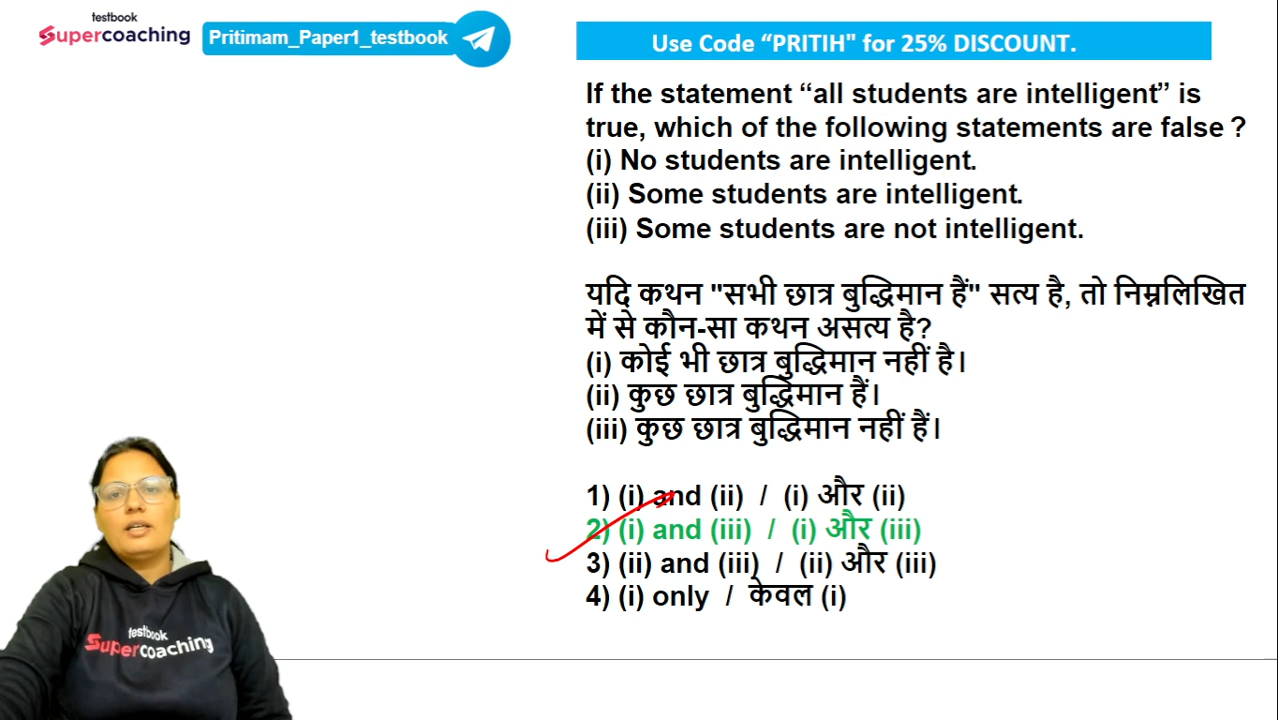 testbook
Supercoaching
Pritimam_Paper1_testbook
Use Code “PRITIH" for 25% DISCOUNT.
If the statement “all students are intelligent” is
true, which of the following statements are false ?
(i) No students are intelligent.
(ii) Some students are intelligent.
(iii) Some students are not intelligent.
यदि कथन "सभी छात्र बुद्धिमान हैं" सत्य है, तो निम्नलिखित
में से कौन-सा कथन असत्य है?
(i) कोई भी छात्र बुद्धिमान नहीं है।
(ii) कुछ छात्र बुद्धिमान हैं।
(iii) कुछ छात्र बुद्धिमान नहीं हैं।
1) (i) and (ii) / (i) और (ii)
2) (i) and (iii) / (i) और (iii)
3) (ii) and (iii) / (ii) और (iii)
4) (i) only / केवल (i)
testbook
Supercoaching